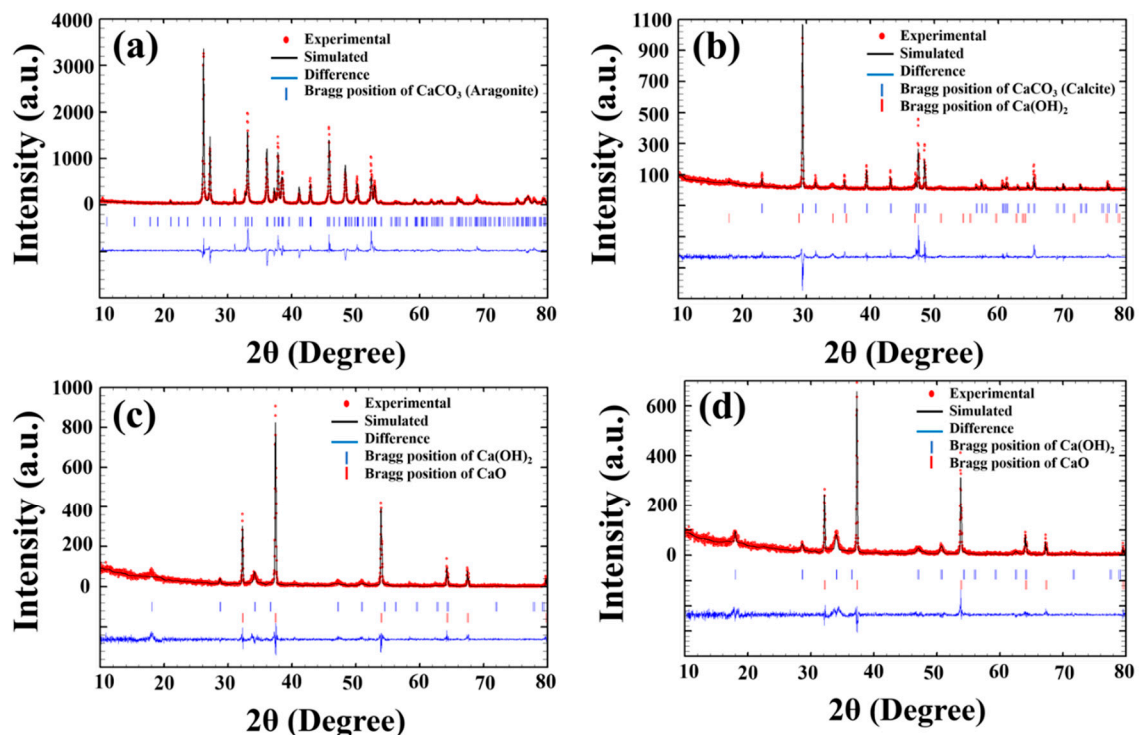 (a)
Experimental
Simulated
Difference
Bragg position of CaCO₃ (Aragonite)
Intensity (a.u.)
4000
3000
2000
1000
0
10 20 30 40 50 60 70 80
2θ (Degree)
(b)
Experimental
Simulated
Difference
Bragg position of CaCO₃ (Calcite)
Bragg position of Ca(OH)₂
Intensity (a.u.)
1100
900
700
500
300
100
10 20 30 40 50 60 70 80
2θ (Degree)
(c)
Experimental
Simulated
Difference
Bragg position of Ca(OH)₂
Bragg position of CaO
Intensity (a.u.)
1000
800
600
400
200
0
10 20 30 40 50 60 70 80
2θ (Degree)
(d)
Experimental
Simulated
Difference
Bragg position of Ca(OH)₂
Bragg position of CaO
Intensity (a.u.)
600
400
200
0
10 20 30 40 50 60 70 80
2θ (Degree)